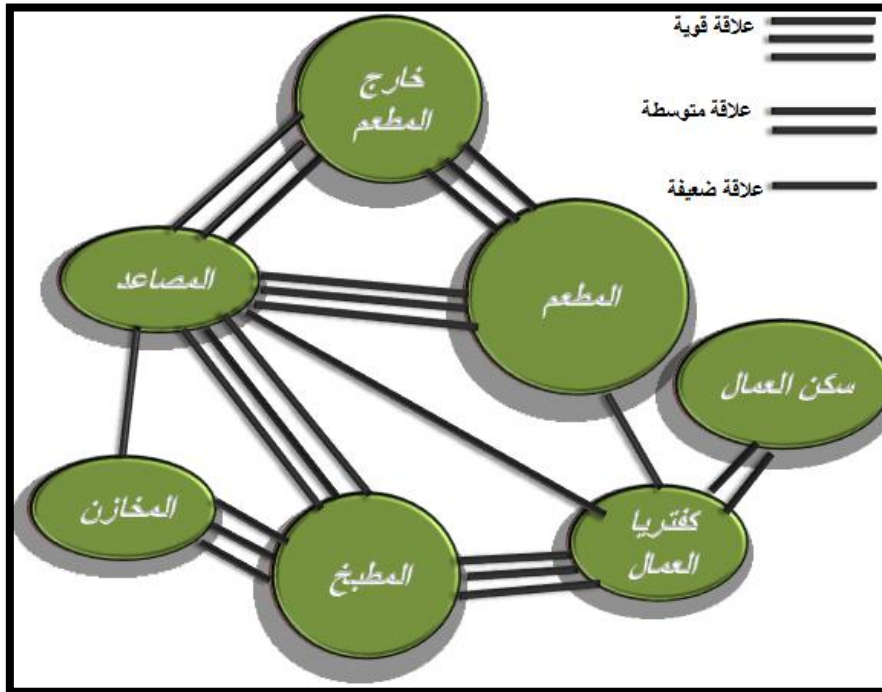 علاقة قوية
علاقة متوسطة
علاقة ضعيفة
خارج
المطعم
المصاعد
المطعم
سكن العمال
المخازن
المطبخ
كفتريا
العمال